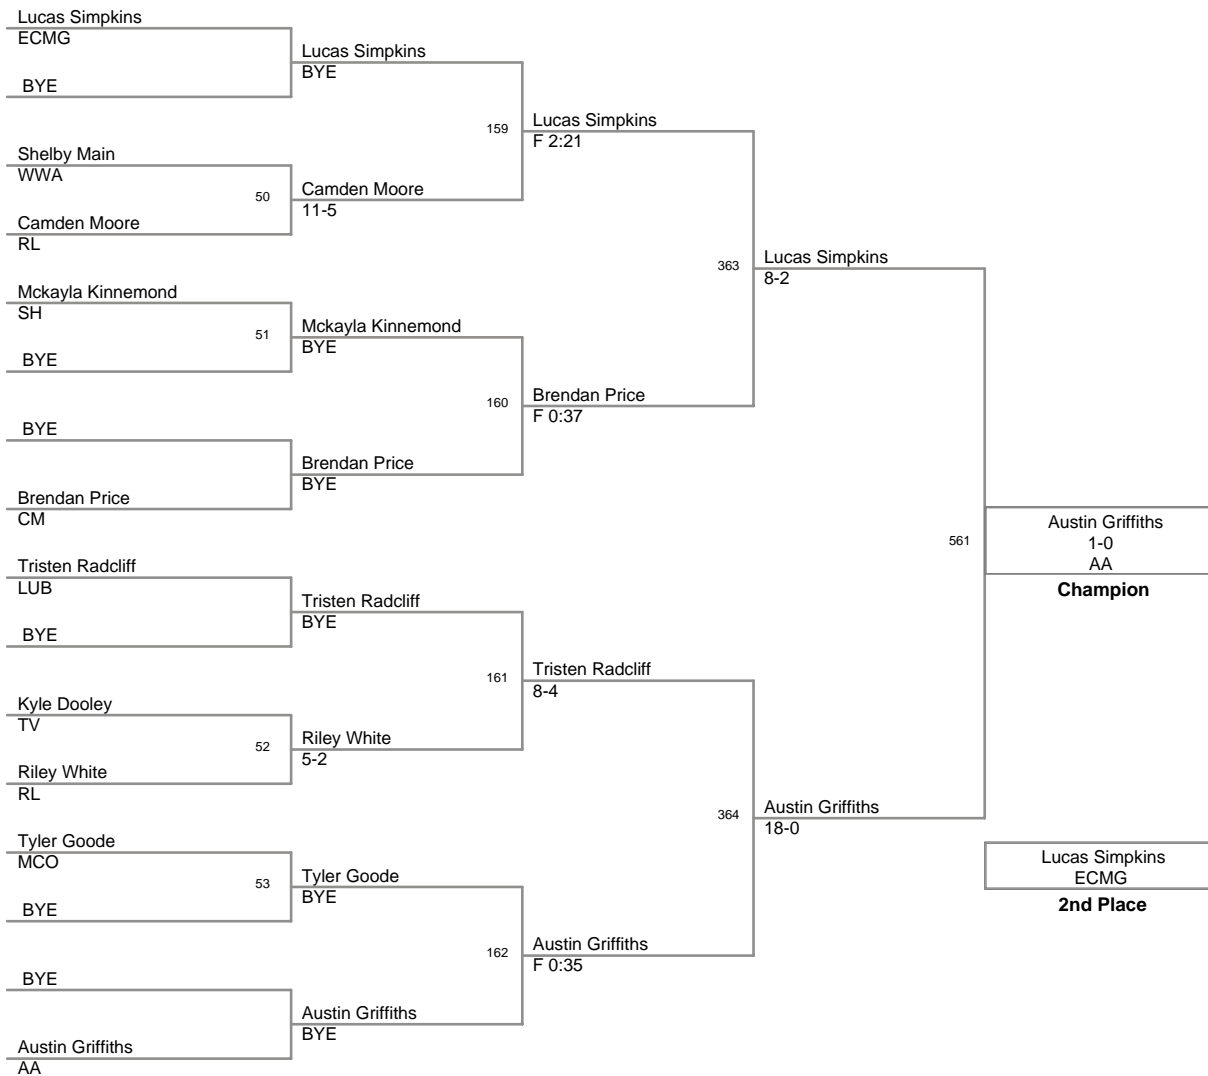 Lucas Simpkins
ECMG
BYE
Shelby Main
WWA
50
Camden Moore
RL
Mckayla Kinnemond
SH
51
BYE
BYE
Brendan Price
CM
Tristen Radcliff
LUB
BYE
Kyle Dooley
TV
52
Riley White
RL
Tyler Goode
MCO
53
BYE
BYE
Austin Griffiths
AA
Lucas Simpkins
BYE
159
Camden Moore
11-5
Mckayla Kinnemond
BYE
160
Brendan Price
BYE
Tristen Radcliff
BYE
161
Riley White
5-2
Tyler Goode
BYE
162
Austin Griffiths
BYE
Lucas Simpkins
F 2:21
363
Brendan Price
F 0:37
Tristen Radcliff
8-4
364
Austin Griffiths
F 0:35
Lucas Simpkins
8-2
561
Austin Griffiths
18-0
Austin Griffiths
1-0
AA
Champion
Lucas Simpkins
ECMG
2nd Place